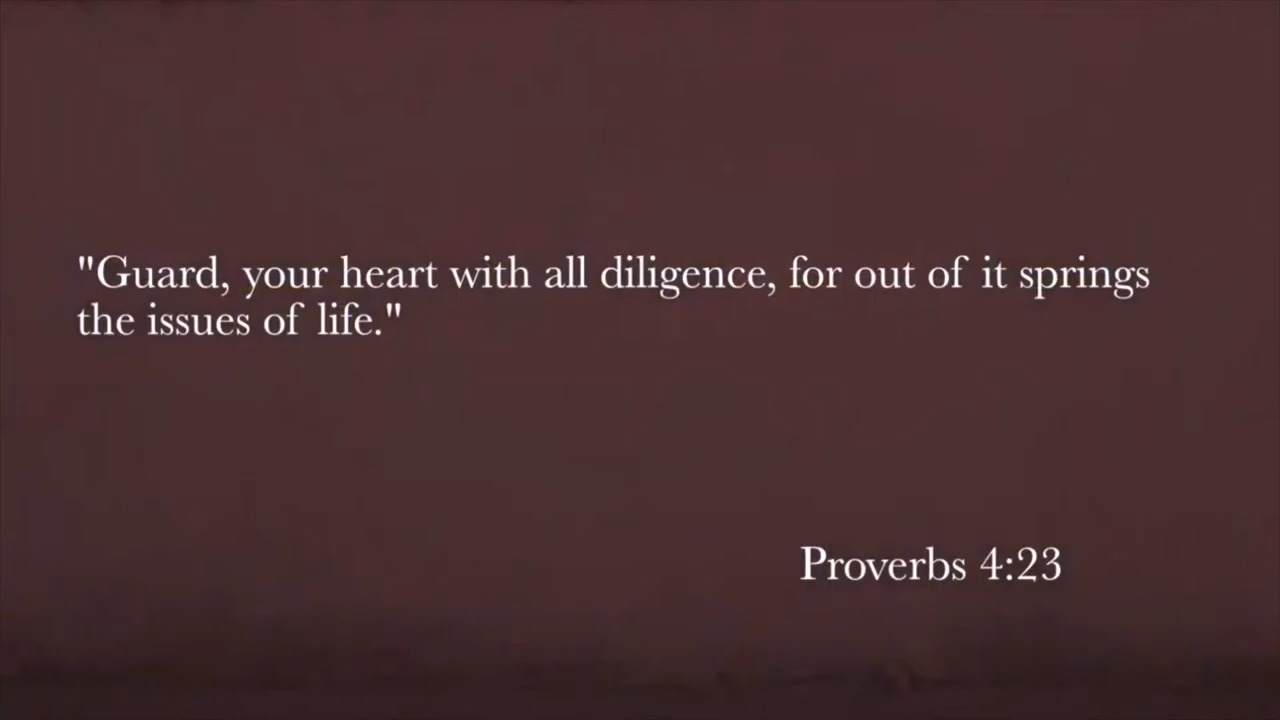 "Guard, your heart with all diligence, for out of it springs
the issues of life."
Proverbs 4:23